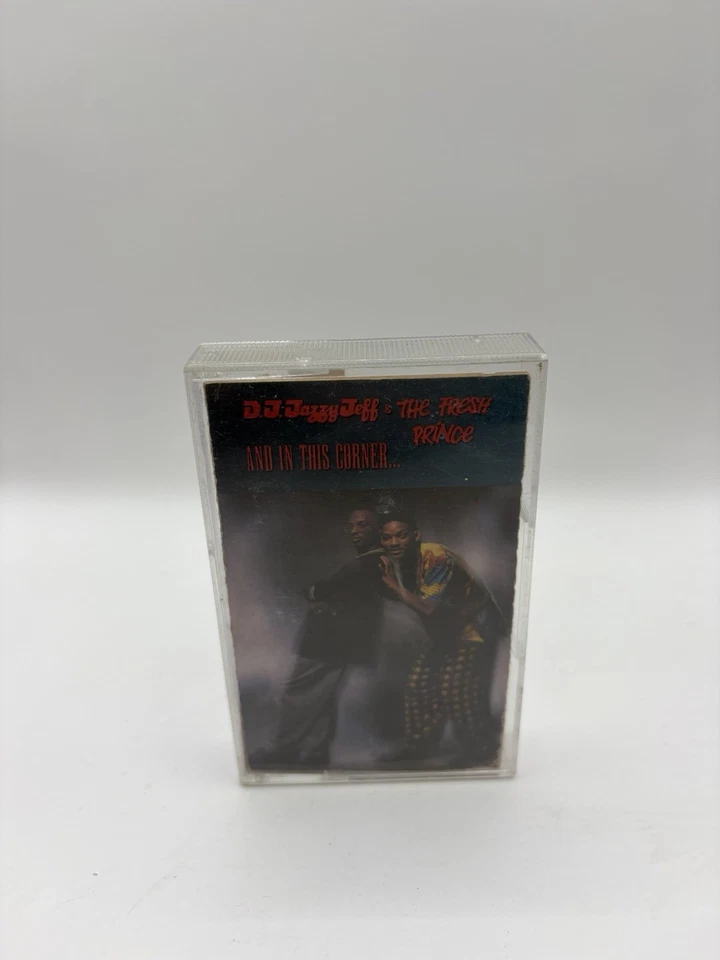 D.J. Jazzy Jeff & THE FRESH
PRINCE
AND IN THIS CORNER...